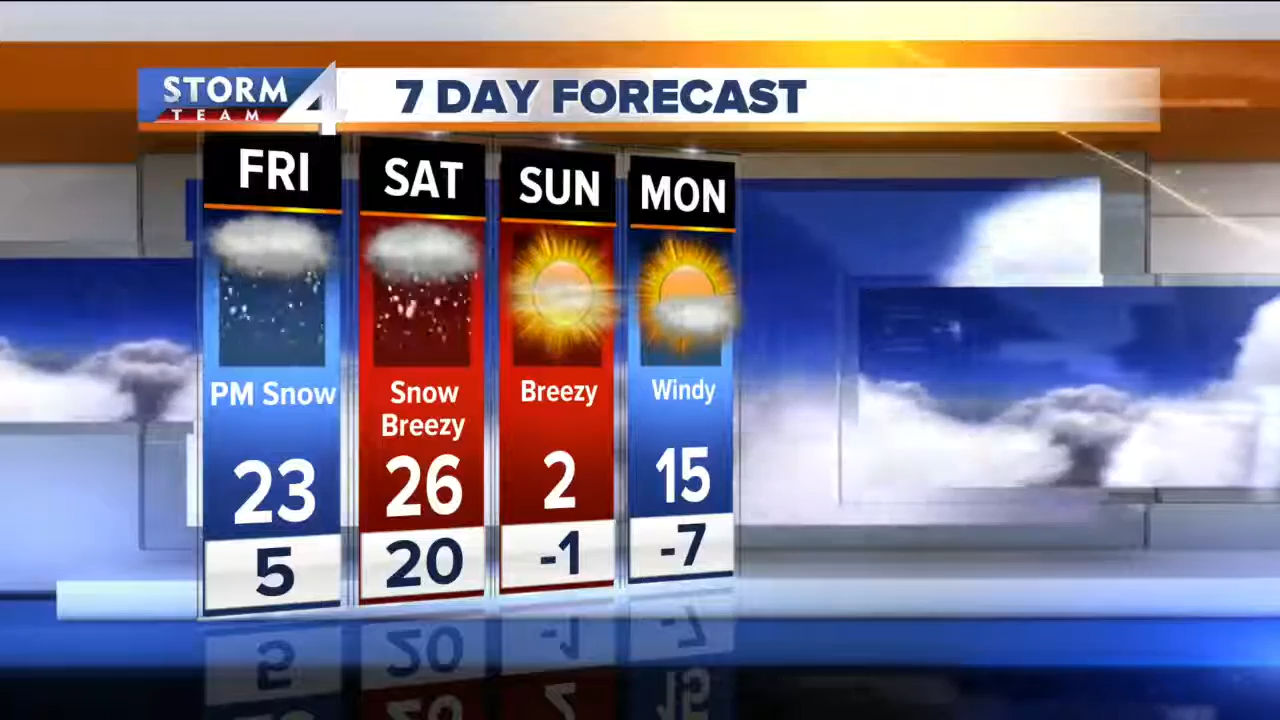 STORM
TEAM
4
7 DAY FORECAST
FRI
SAT
SUN
MON
PM Snow
Snow
Breezy
Breezy
Windy
23
26
2
15
5
20
-1
-7